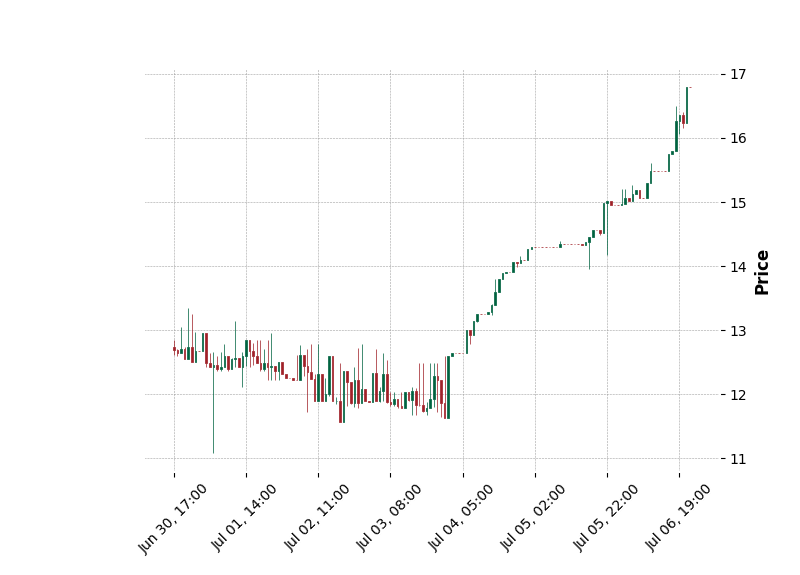 17
16
15
14
13
12
11
Price
Jun 30, 17:00
Jul 01, 14:00
Jul 02, 11:00
Jul 03, 08:00
Jul 04, 05:00
Jul 05, 02:00
Jul 05, 22:00
Jul 06, 19:00